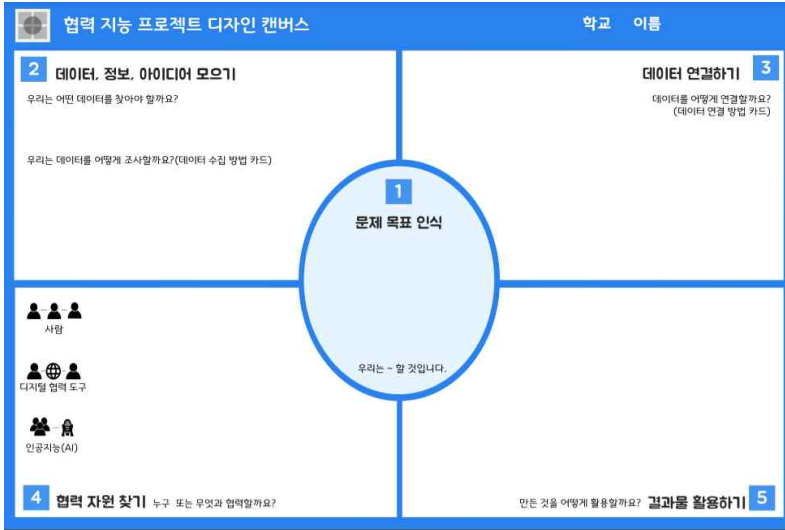 협력 지능 프로젝트 디자인 캔버스
학교 이름
2 데이터, 정보, 아이디어 모으기
우리는 어떤 데이터를 찾아야 할까요?
우리는 데이터를 어떻게 조사할까요?(데이터 수집 방법 카드)
데이터 연결하기 3
데이터를 어떻게 연결할까요?
(데이터 연결 방법 카드)
1
문제 목표 인식
우리는 ~ 할 것입니다.
사람
디지털 협력 도구
인공지능(AI)
4 협력 자원 찾기 누구 또는 무엇과 협력할까요?
만든 것을 어떻게 활용할까요? 결과물 활용하기 5